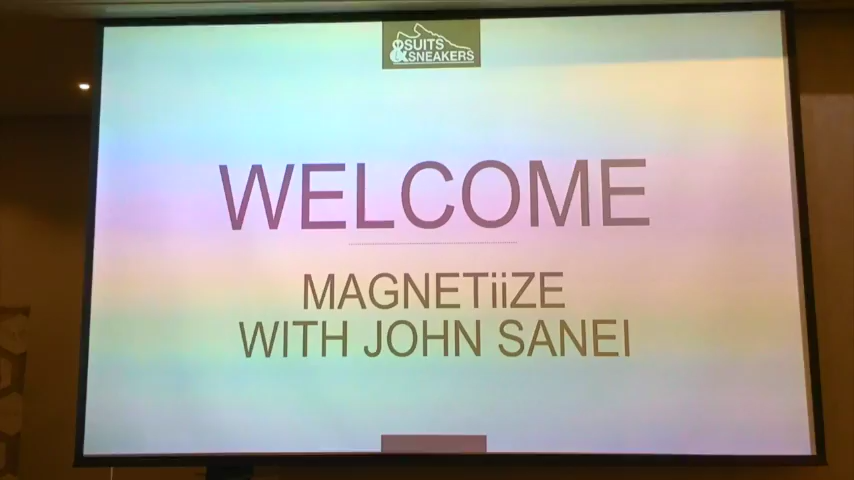 SUITS
& SNEAKERS
WELCOME
MAGNETiiZE
WITH JOHN SANEI